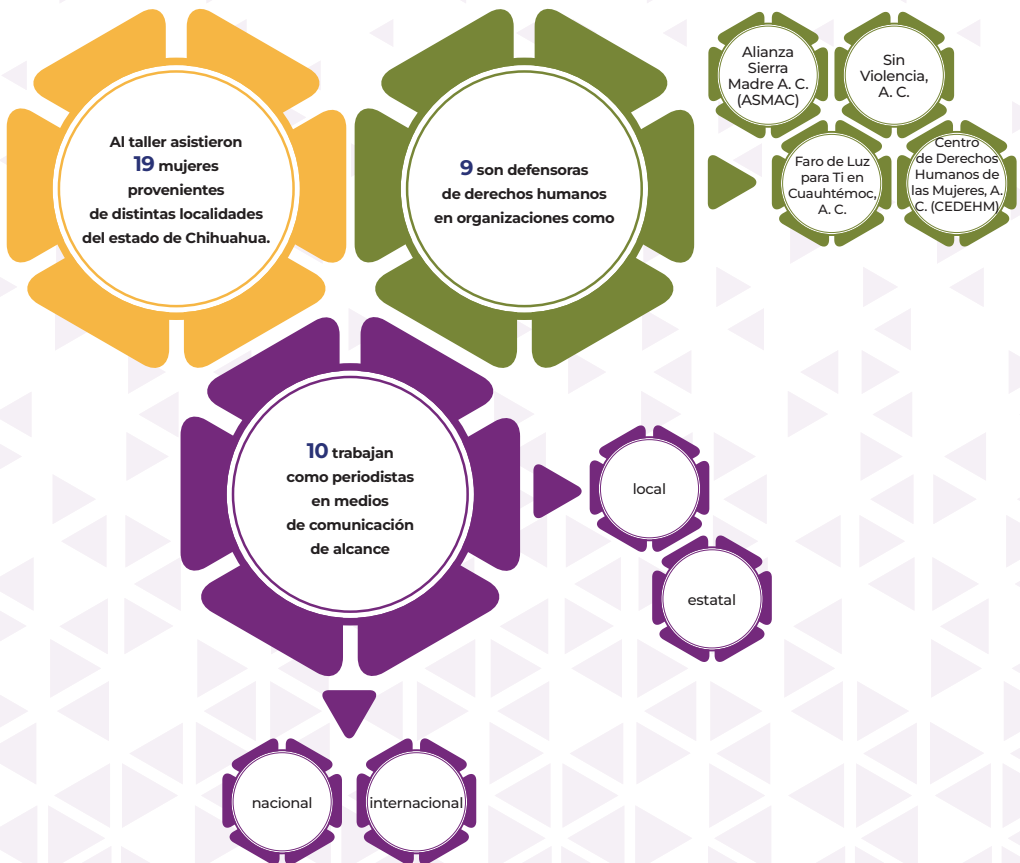 Al taller asistieron
19 mujeres
provenientes
de distintas localidades
del estado de Chihuahua.
9 son defensoras
de derechos humanos
en organizaciones como
Alianza
Sierra
Madre A. C.
(ASMAC)
Sin
Violencia,
A. C.
Faro de Luz
para Ti en
Cuauhtémoc,
A. C.
Centro
de Derechos
Humanos de
las Mujeres, A.
C. (CEDEHM)
10 trabajan
como periodistas
en medios
de comunicación
de alcance
local
estatal
nacional
internacional